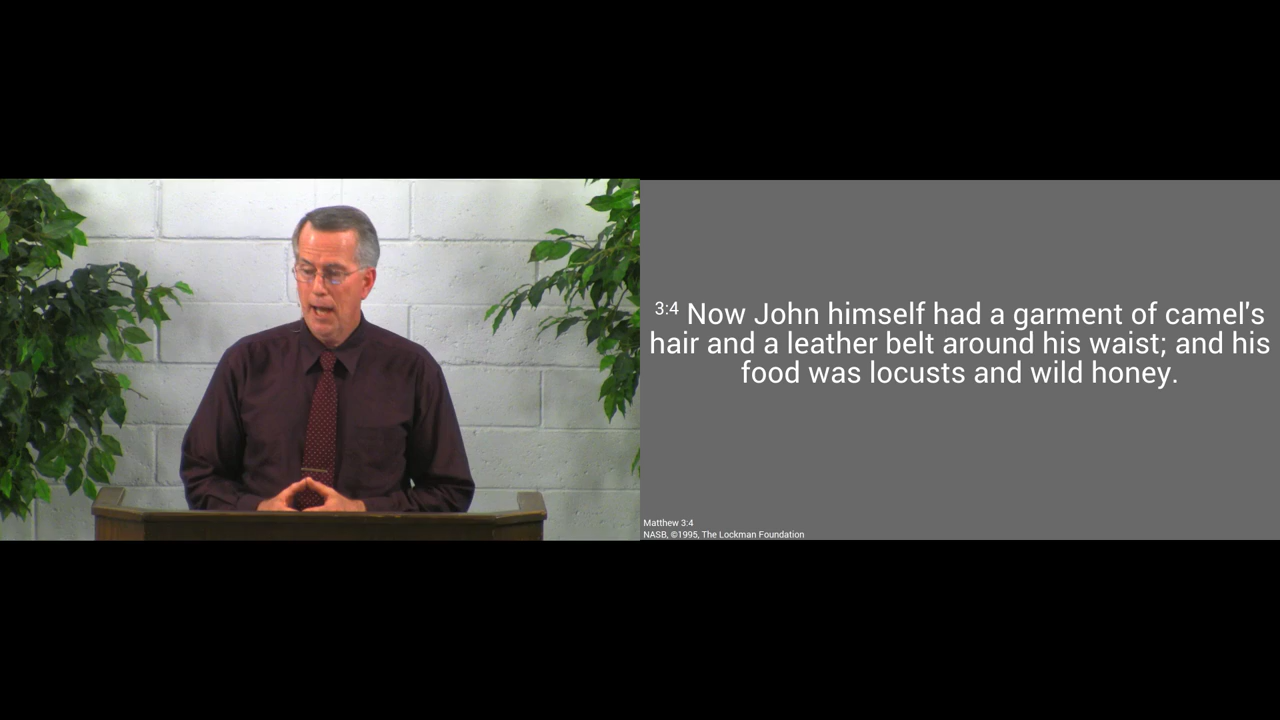 3:4 Now John himself had a garment of camel's
hair and a leather belt around his waist; and his
food was locusts and wild honey.
Matthew 3:4
NASB, ©1995, The Lockman Foundation